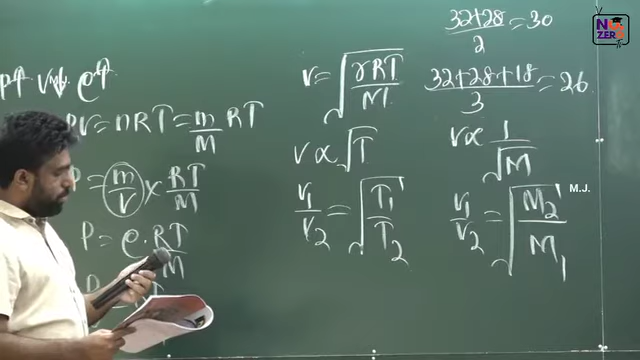 P↑ V↓ ρ↑
PV = nRT = m/M RT
= m/V × RT/M
P = ρ. RT/M
v = √(γRT/M)
v ∝ √T
v₁/v₂ = √(T₁/T₂)
(32+28)/2 = 30
(32+28+18)/3 = 26
v ∝ 1/√M
v₁/v₂ = √(M₂/M₁)
M.J.
M.J.